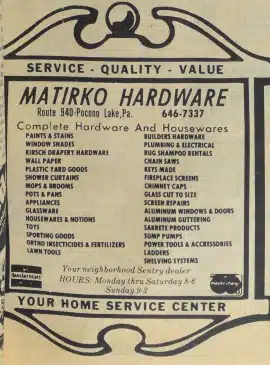 SERVICE - QUALITY - VALUE
MATIRKO HARDWARE
Route 940-Pocono Lake, Pa. 646-7337
Complete Hardware And Housewares
PAINTS & STAINS
WINDOW SHADES
KIRSCH DRAPERY HARDWARE
WALL PAPER
PLASTIC YARD GOODS
SHOWER CURTAINS
MOPS & BROOMS
POTS & PANS
APPLIANCES
GLASSWARE
HOUSEWARES & NOTIONS
TOYS
SPORTING GOODS
ORTHO INSECTICIDES & FERTILIZERS
LAWN TOOLS
BUILDERS HARDWARE
PLUMBING & ELECTRICAL
RUG SHAMPOO RENTALS
CHAIN SAWS
KEYS MADE
FIREPLACE SCREENS
CHIMNEY CAPS
GLASS CUT TO SIZE
SCREEN REPAIRS
ALUMINUM WINDOWS & DOORS
ALUMINUM GUTTERING
SAKRETE PRODUCTS
SUMP PUMPS
POWER TOOLS & ACCESSORIES
LADDERS
SHELVING SYSTEMS
Your neighborhood Sentry dealer
HOURS: Monday thru Saturday 8-6
Sunday 9-2
BANKAMERICARD
master charge
YOUR HOME SERVICE CENTER